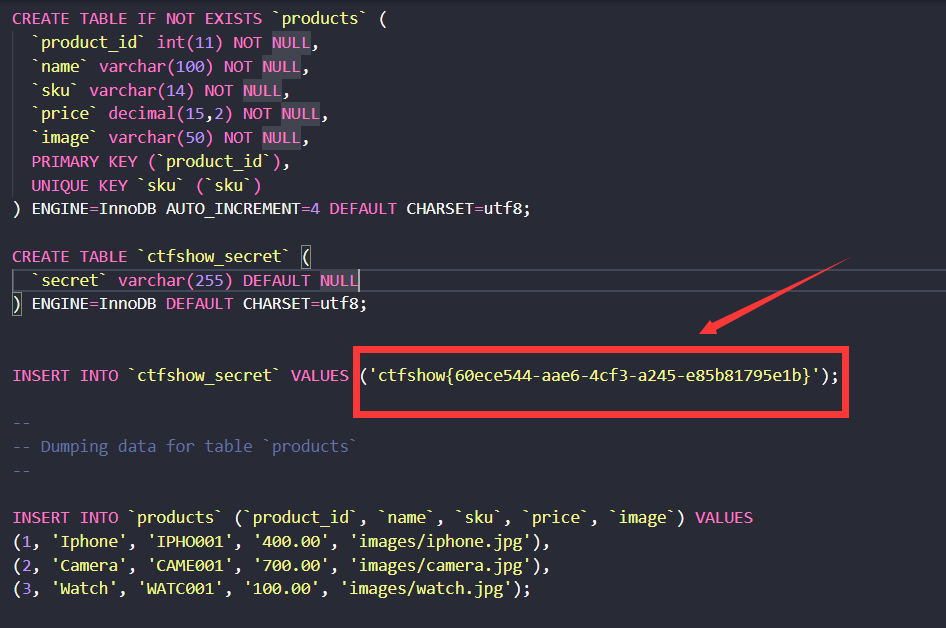 CREATE TABLE IF NOT EXISTS `products` (
`product_id` int(11) NOT NULL,
`name` varchar(100) NOT NULL,
`sku` varchar(14) NOT NULL,
`price` decimal(15,2) NOT NULL,
`image` varchar(50) NOT NULL,
PRIMARY KEY (`product_id`),
UNIQUE KEY `sku` (`sku`)
) ENGINE=InnoDB AUTO_INCREMENT=4 DEFAULT CHARSET=utf8;
CREATE TABLE `ctfshow_secret` (
`secret` varchar(255) DEFAULT NULL
) ENGINE=InnoDB DEFAULT CHARSET=utf8;
INSERT INTO `ctfshow_secret` VALUES ('ctfshow{60ece544-aae6-4cf3-a245-e85b81795e1b}');
--
-- Dumping data for table `products`
--
INSERT INTO `products` (`product_id`, `name`, `sku`, `price`, `image`) VALUES
(1, 'Iphone', 'IPHO001', '400.00', 'images/iphone.jpg'),
(2, 'Camera', 'CAME001', '700.00', 'images/camera.jpg'),
(3, 'Watch', 'WATC001', '100.00', 'images/watch.jpg');